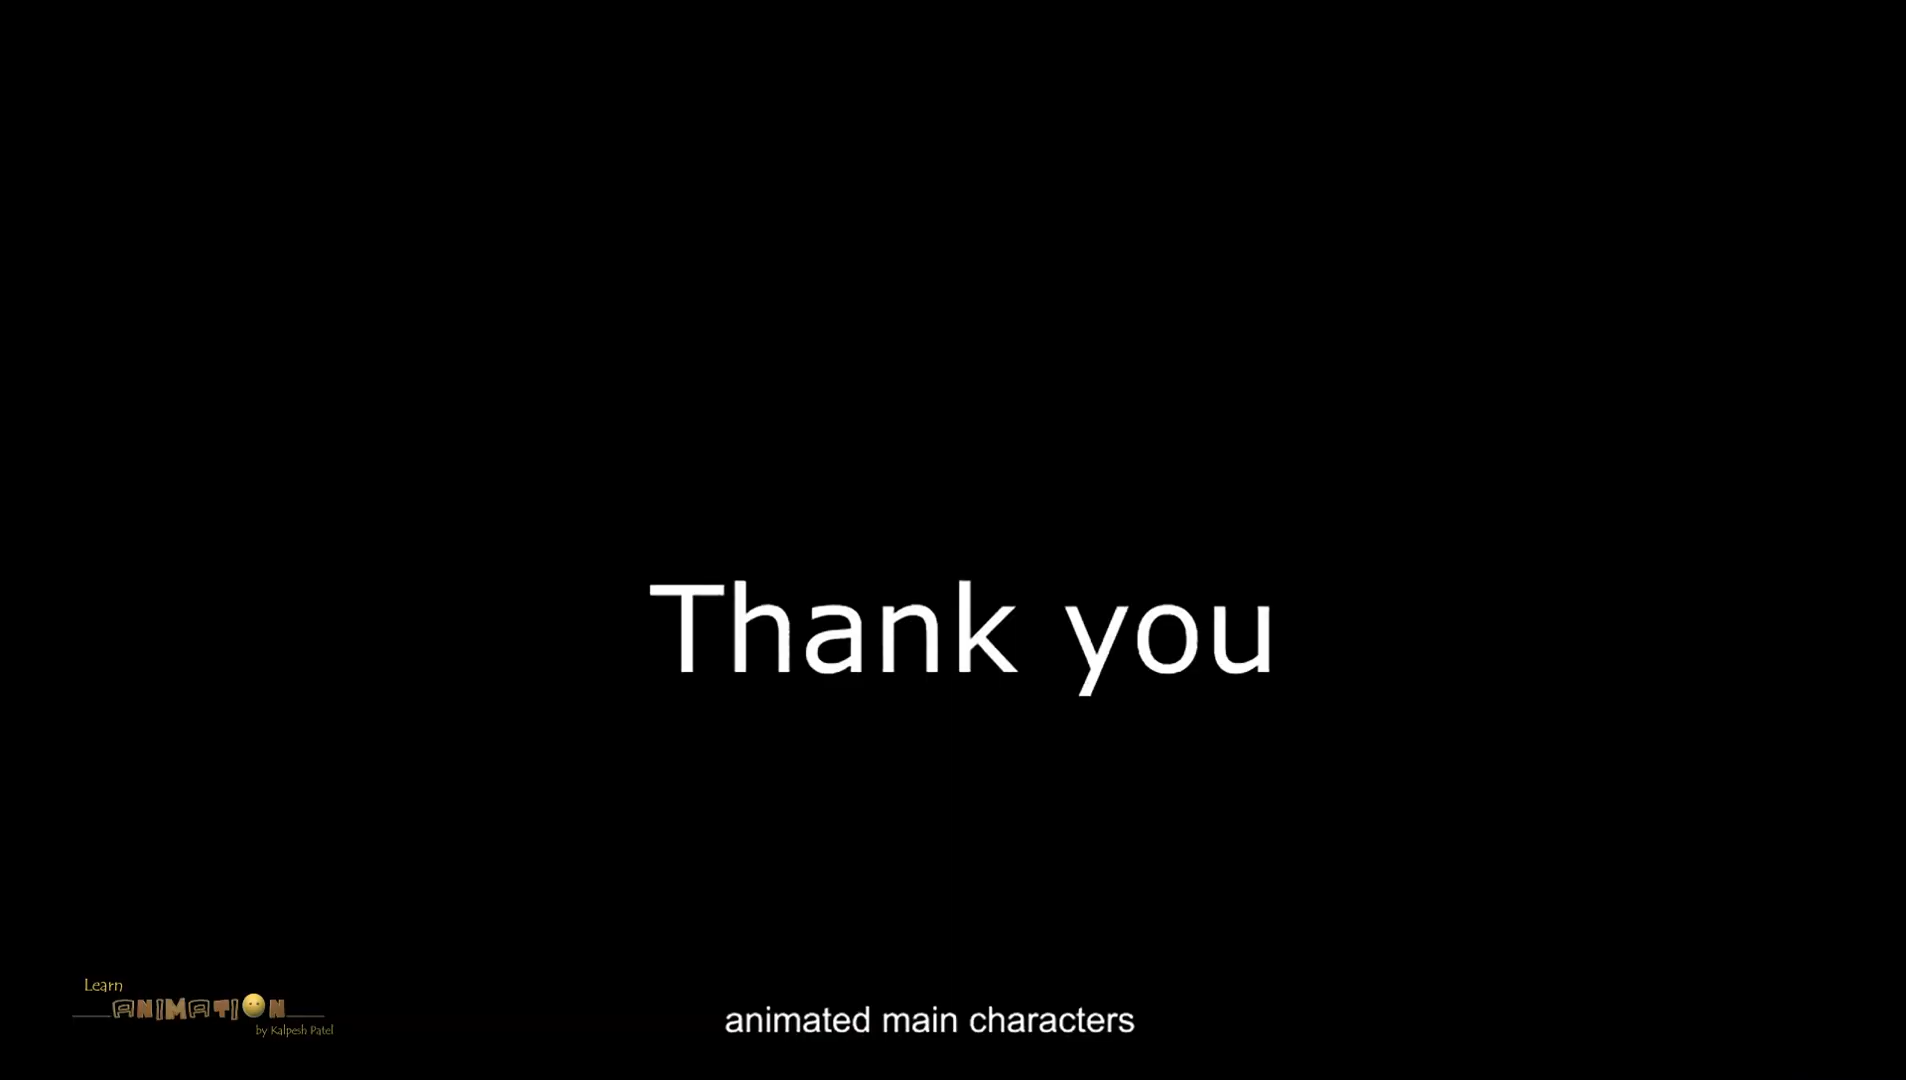 Thank you
Learn
ANIMATION
by Kalpesh Patel
animated main characters